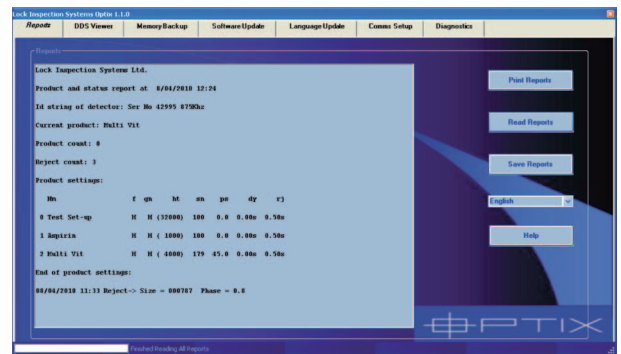 Lock Inspection Systems Optix 1.1.0
Reports DDS Viewer Memory Backup Software Update Language Update Comms Setup Diagnostics
Reports
Lock Inspection Systems Ltd.
Product and status report at 8/04/2010 12:24
Id string of detector: Ser No 42995 875Khz
Current product: Multi Vit
Product count: 0
Reject count: 3
Product settings:
Nm f gn ht sn ps dy rj
0 Test Set-up M M (32000) 100 0.0 0.00s 0.50s
1 Aspirin M M ( 1000) 100 0.0 0.00s 0.50s
2 Multi Vit M M ( 4000) 179 45.0 0.00s 0.50s
End of product settings:
08/04/2010 11:33 Reject-> Size = 000787 Phase = 0.8
Print Reports
Read Reports
Save Reports
English
Help
OPTIX
Finished Reading All Reports